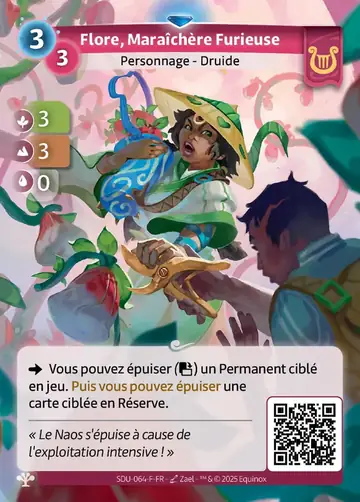 3
3
Flore, Maraîchère Furieuse
Personnage - Druide
3
3
0
Vous pouvez épuiser () un Permanent ciblé
en jeu. Puis vous pouvez épuiser une
carte ciblée en Réserve.
« Le Naos s'épuise à cause de
l'exploitation intensive ! »
SDU-064-F-FR - Zael - ™ & © 2025 Equinox